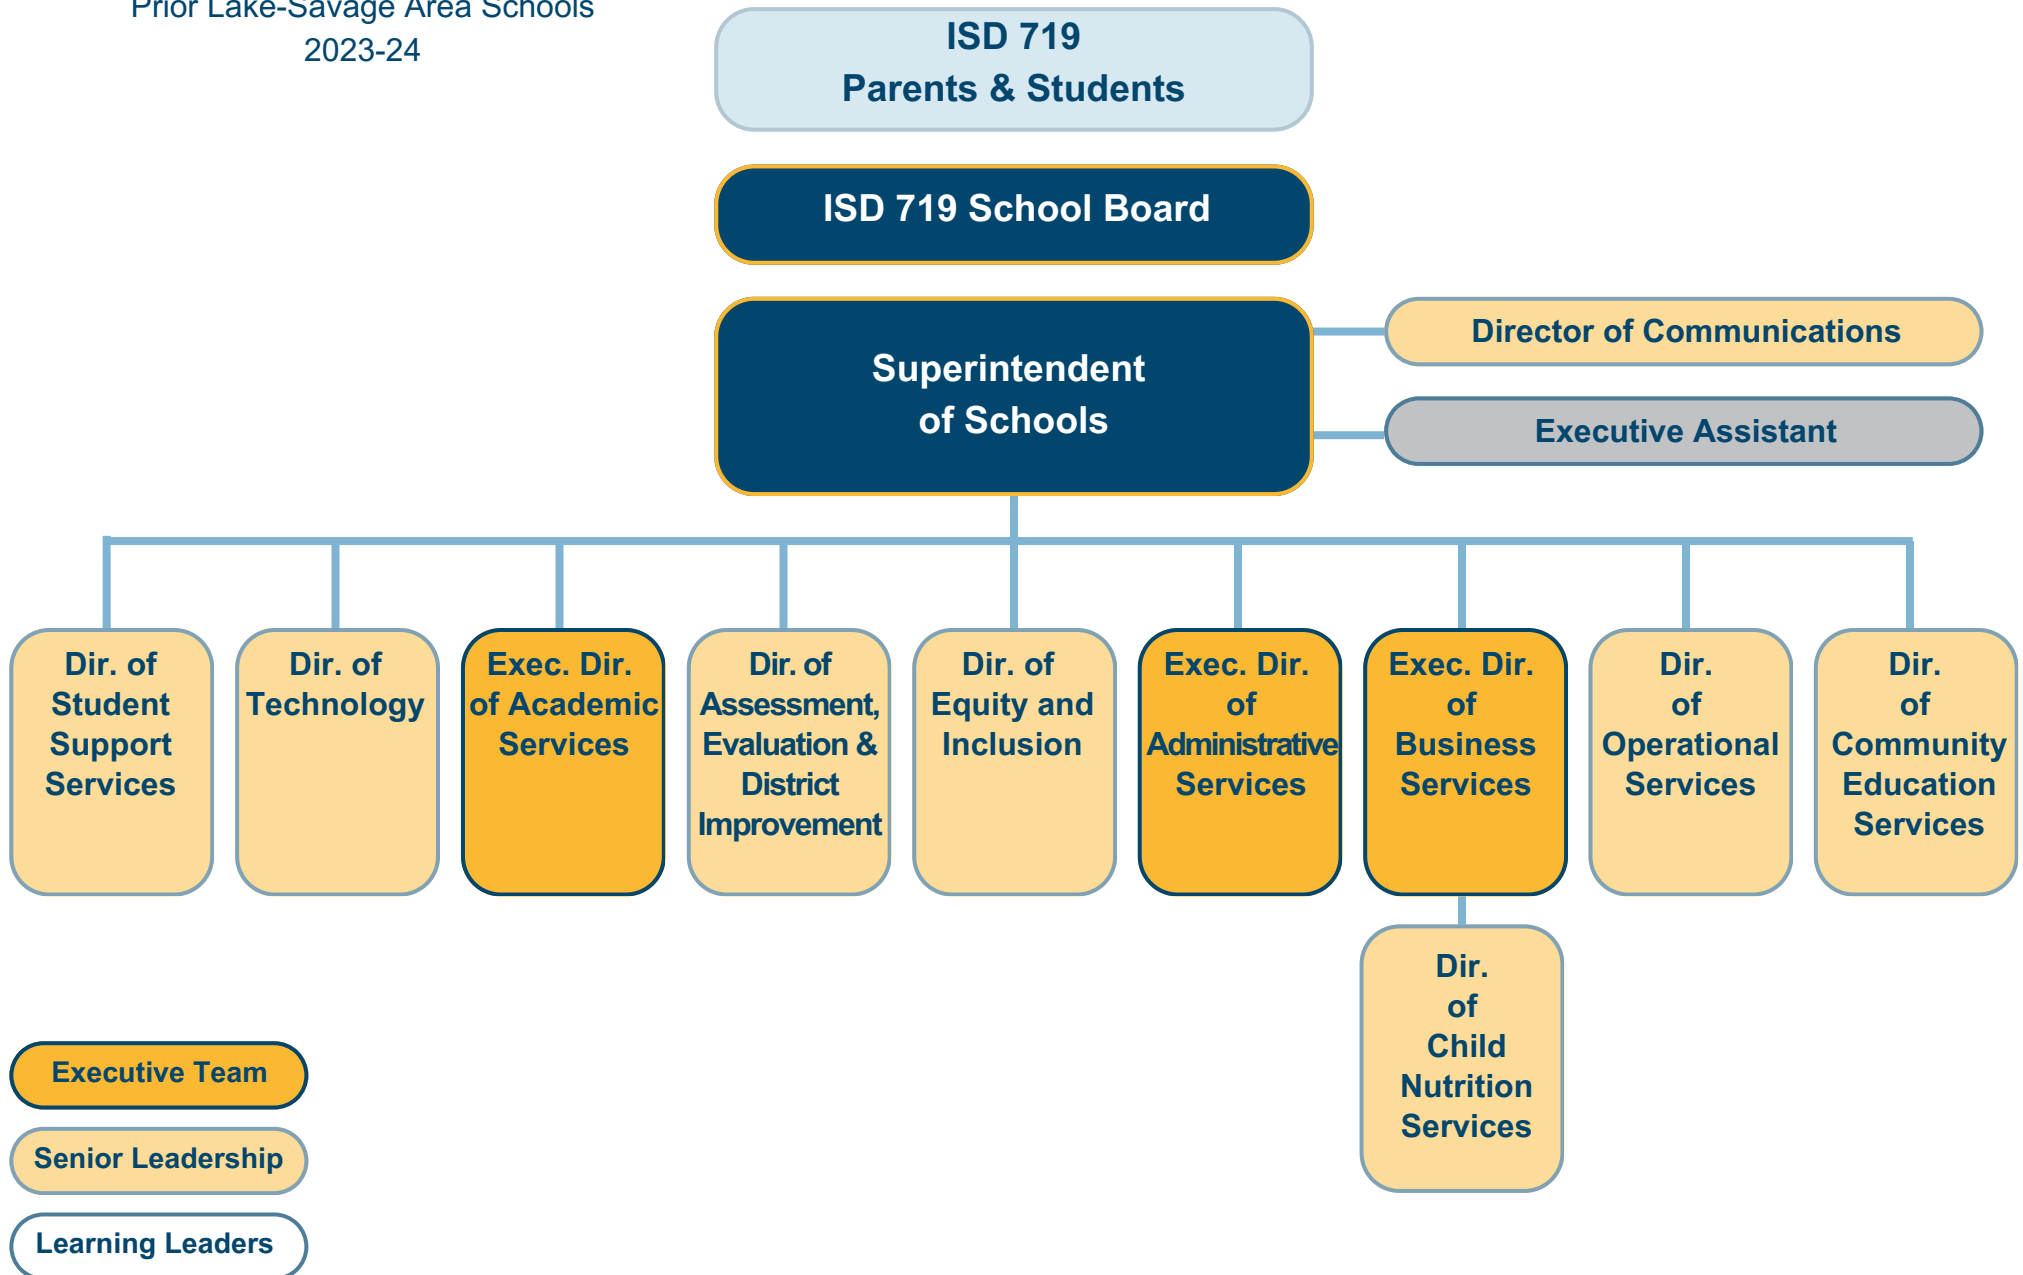 Prior Lake-Savage Area Schools
2023-24
ISD 719
Parents & Students
ISD 719 School Board
Superintendent
of Schools
Director of Communications
Executive Assistant
Dir. of
Student
Support
Services
Dir. of
Technology
Exec. Dir.
of Academic
Services
Dir. of
Assessment,
Evaluation &
District
Improvement
Dir. of
Equity and
Inclusion
Exec. Dir.
of
Administrative
Services
Exec. Dir.
of
Business
Services
Dir.
of
Operational
Services
Dir.
of
Community
Education
Services
Dir.
of
Child
Nutrition
Services
Executive Team
Senior Leadership
Learning Leaders